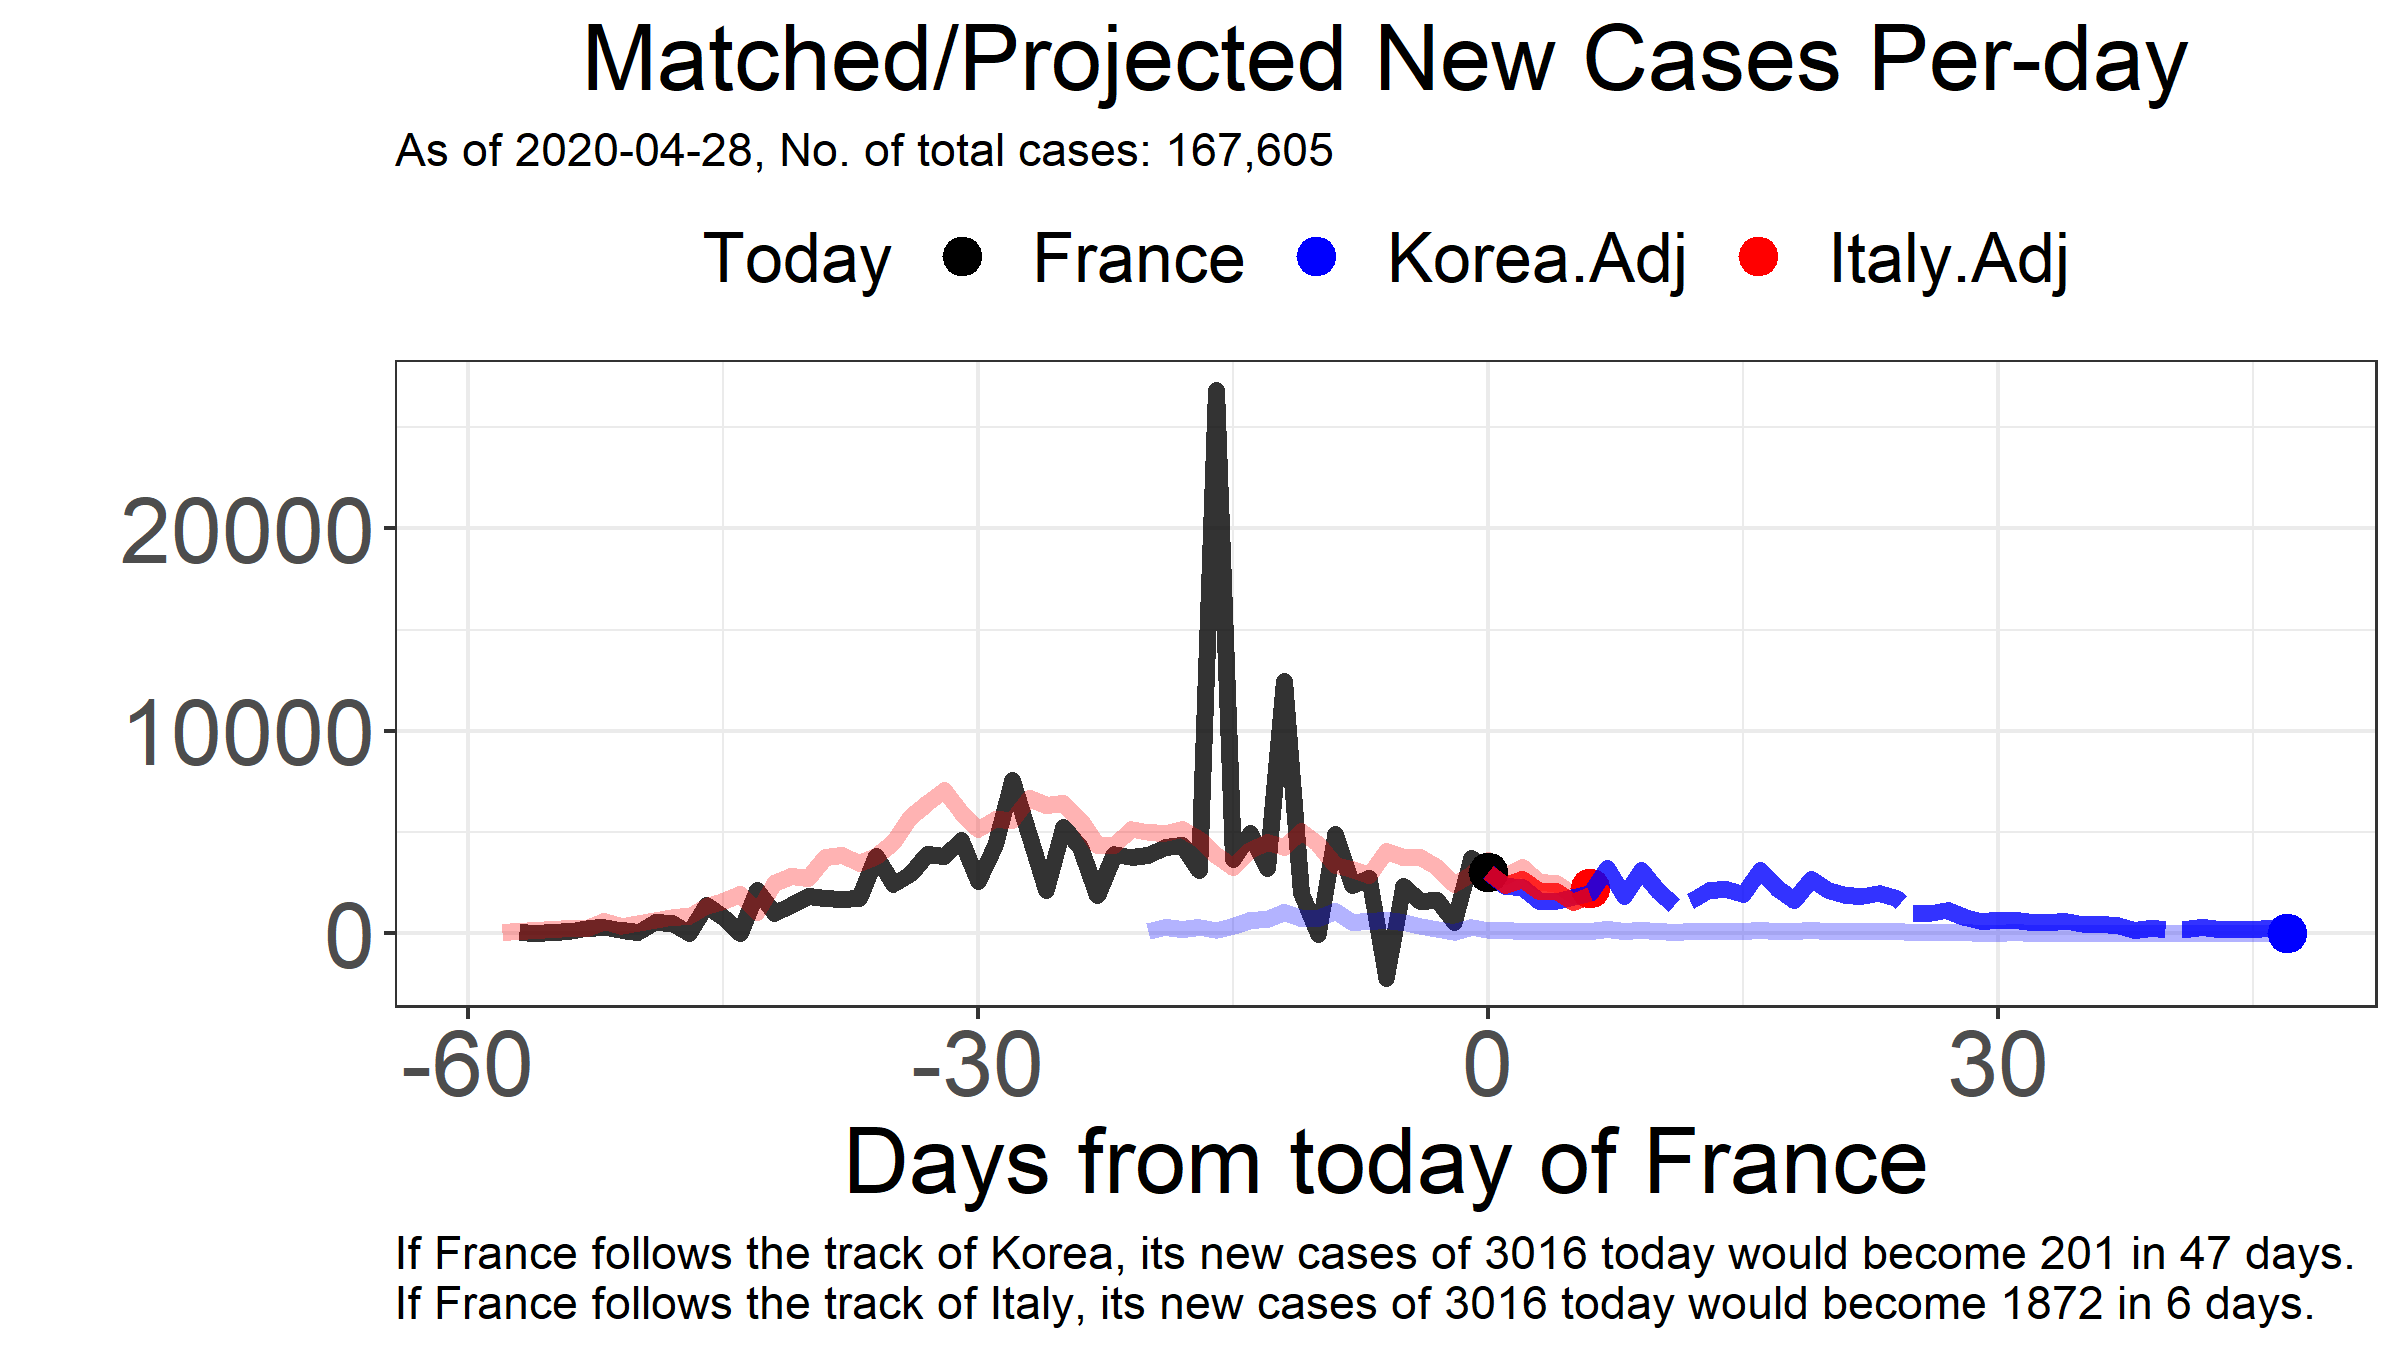 Matched/Projected New Cases Per-day
As of 2020-04-28, No. of total cases: 167,605
Today France Korea.Adj Italy.Adj
20000
10000
0
-60 -30 0 30
Days from today of France
If France follows the track of Korea, its new cases of 3016 today would become 201 in 47 days.
If France follows the track of Italy, its new cases of 3016 today would become 1872 in 6 days.